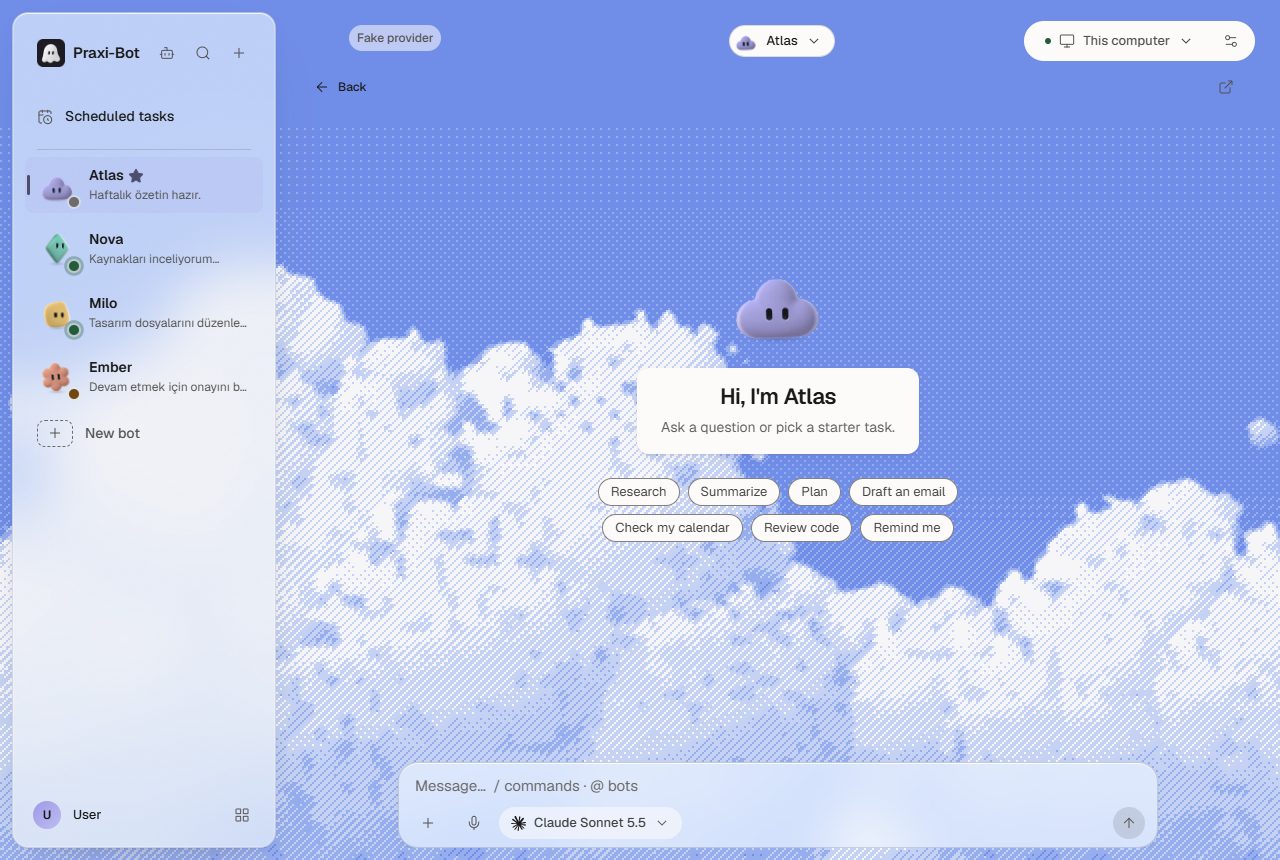 Praxi-Bot
Scheduled tasks
Atlas
Haftalık özetin hazır.
Nova
Kaynakları inceliyorum…
Milo
Tasarım dosyalarını düzenle…
Ember
Devam etmek için onayını b…
New bot
U User
Fake provider
Atlas
This computer
Back
Hi, I'm Atlas
Ask a question or pick a starter task.
Research Summarize Plan Draft an email
Check my calendar Review code Remind me
Message… / commands · @ bots
Claude Sonnet 5.5